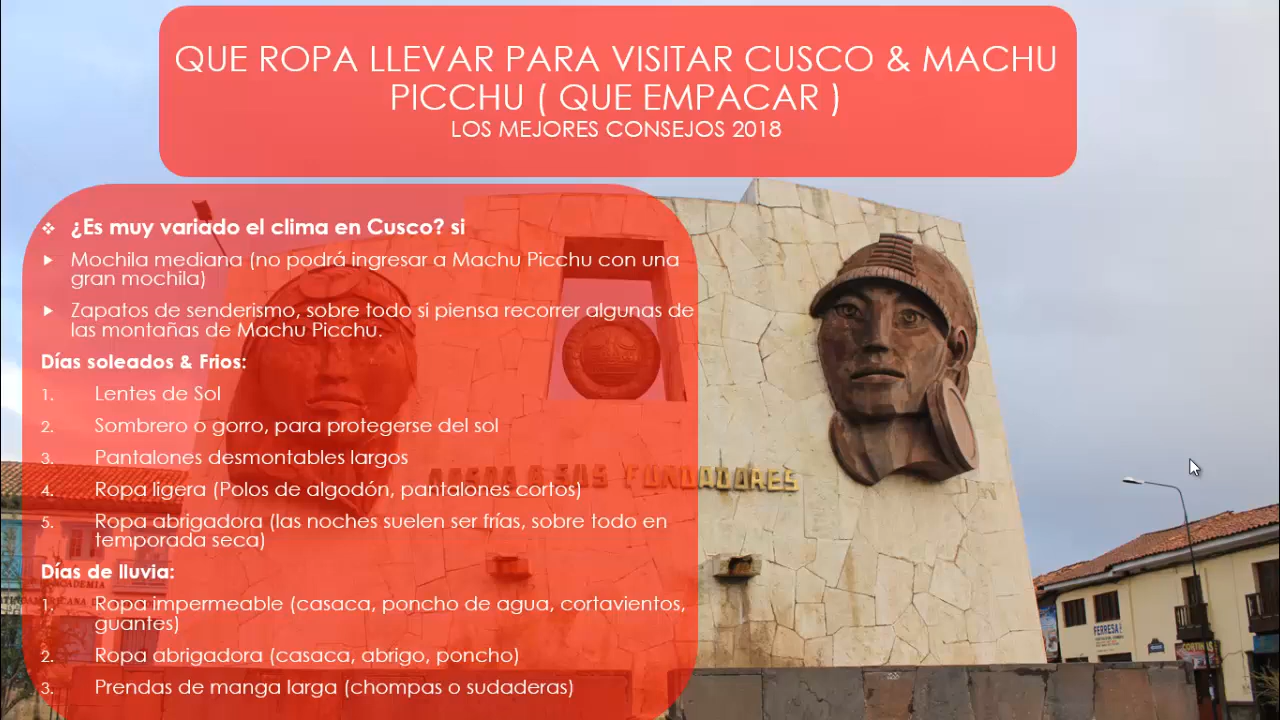 QUE ROPA LLEVAR PARA VISITAR CUSCO & MACHU
PICCHU ( QUE EMPACAR )
LOS MEJORES CONSEJOS 2018
❖ ¿Es muy variado el clima en Cusco? si
Mochila mediana (no podrá ingresar a Machu Picchu con una
gran mochila)
Zapatos de senderismo, sobre todo si piensa recorrer algunas de
las montañas de Machu Picchu.
Días soleados & Frios:
1. Lentes de Sol
2. Sombrero o gorro, para protegerse del sol
3. Pantalones desmontables largos
4. Ropa ligera (Polos de algodón, pantalones cortos)
5. Ropa abrigadora (las noches suelen ser frías, sobre todo en
temporada seca)
Días de lluvia:
1. Ropa impermeable (casaca, poncho de agua, cortavientos,
guantes)
2. Ropa abrigadora (casaca, abrigo, poncho)
3. Prendas de manga larga (chompas o sudaderas)
A SUS FUNDADORES
ACADEMIA
FERRESA